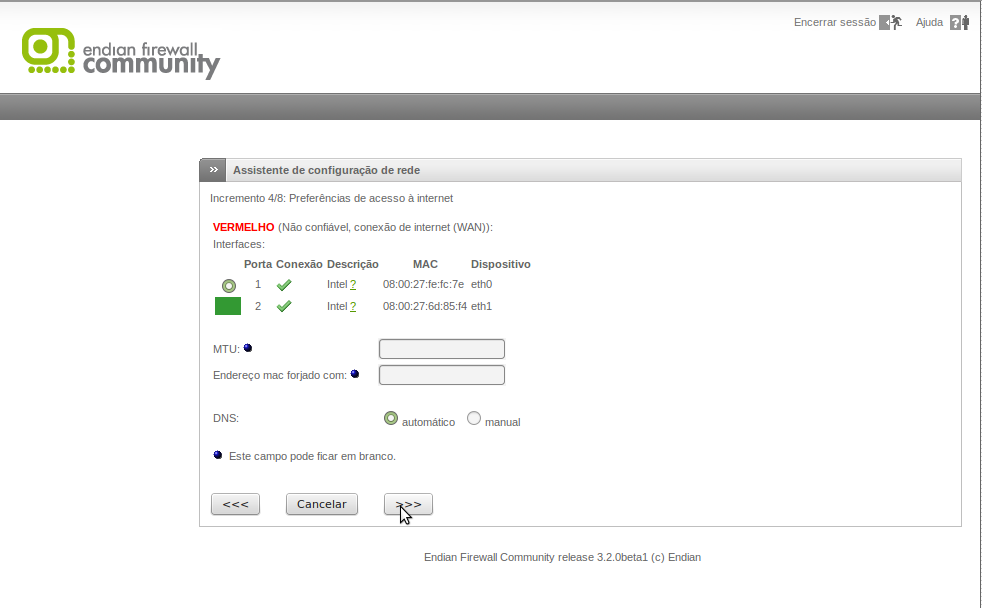 Encerrar sessão Ajuda ?
endian firewall
community
» Assistente de configuração de rede
Incremento 4/8: Preferências de acesso à internet
VERMELHO (Não confiável, conexão de internet (WAN)):
Interfaces:
Porta Conexão Descrição MAC Dispositivo
1 Intel ? 08:00:27:fe:fc:7e eth0
2 Intel ? 08:00:27:6d:85:f4 eth1
MTU:
Endereço mac forjado com:
DNS: automático manual
Este campo pode ficar em branco.
<<< Cancelar >>>
Endian Firewall Community release 3.2.0beta1 (c) Endian